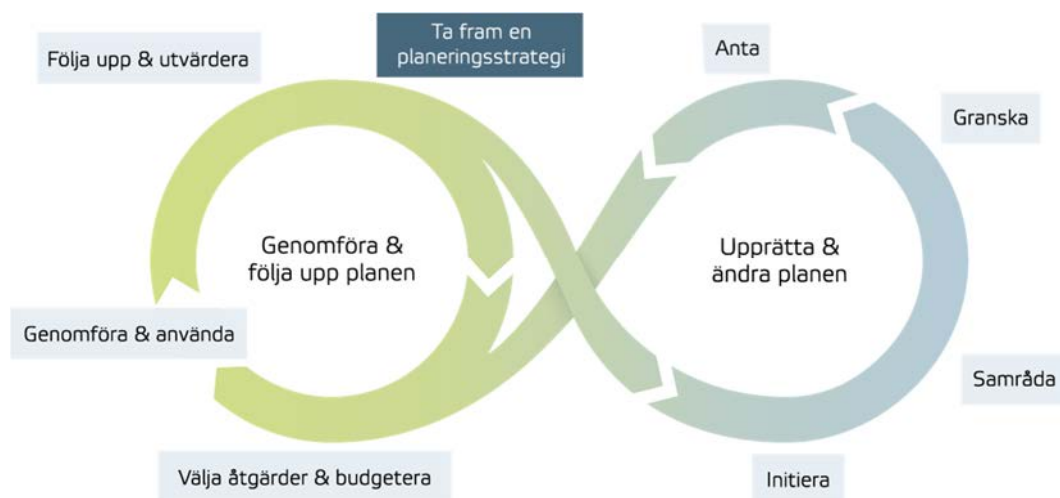 Ta fram en
planeringsstrategi
Följa upp & utvärdera
Anta
Granska
Genomföra &
följa upp planen
Upprätta &
ändra planen
Genomföra & använda
Samråda
Välja åtgärder & budgetera
Initiera